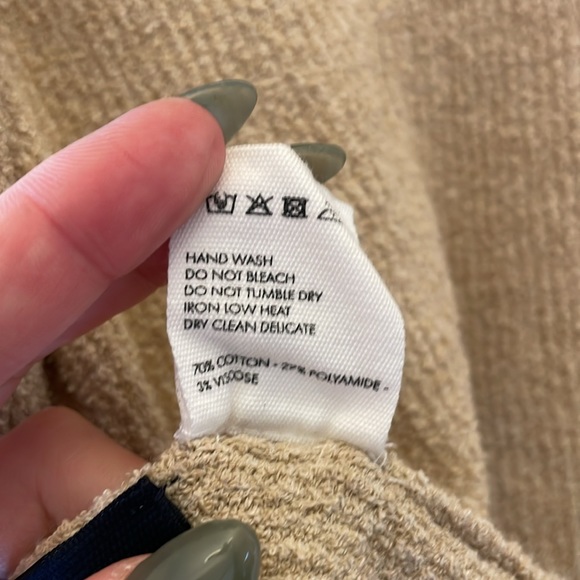 HAND WASH
DO NOT BLEACH
DO NOT TUMBLE DRY
IRON LOW HEAT
DRY CLEAN DELICATE
70% COTTON - 27% POLYAMIDE -
3% VISCOSE